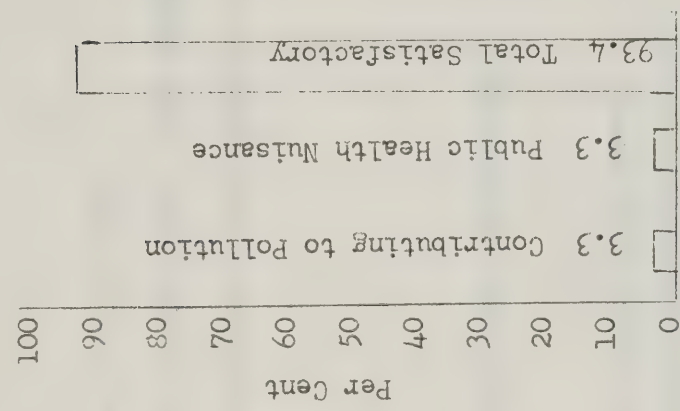 Per Cent
0 10 20 30 40 50 60 70 80 90 100
3.3 Contributing to Pollution
3.3 Public Health Nuisance
93.4 Total Satisfactory